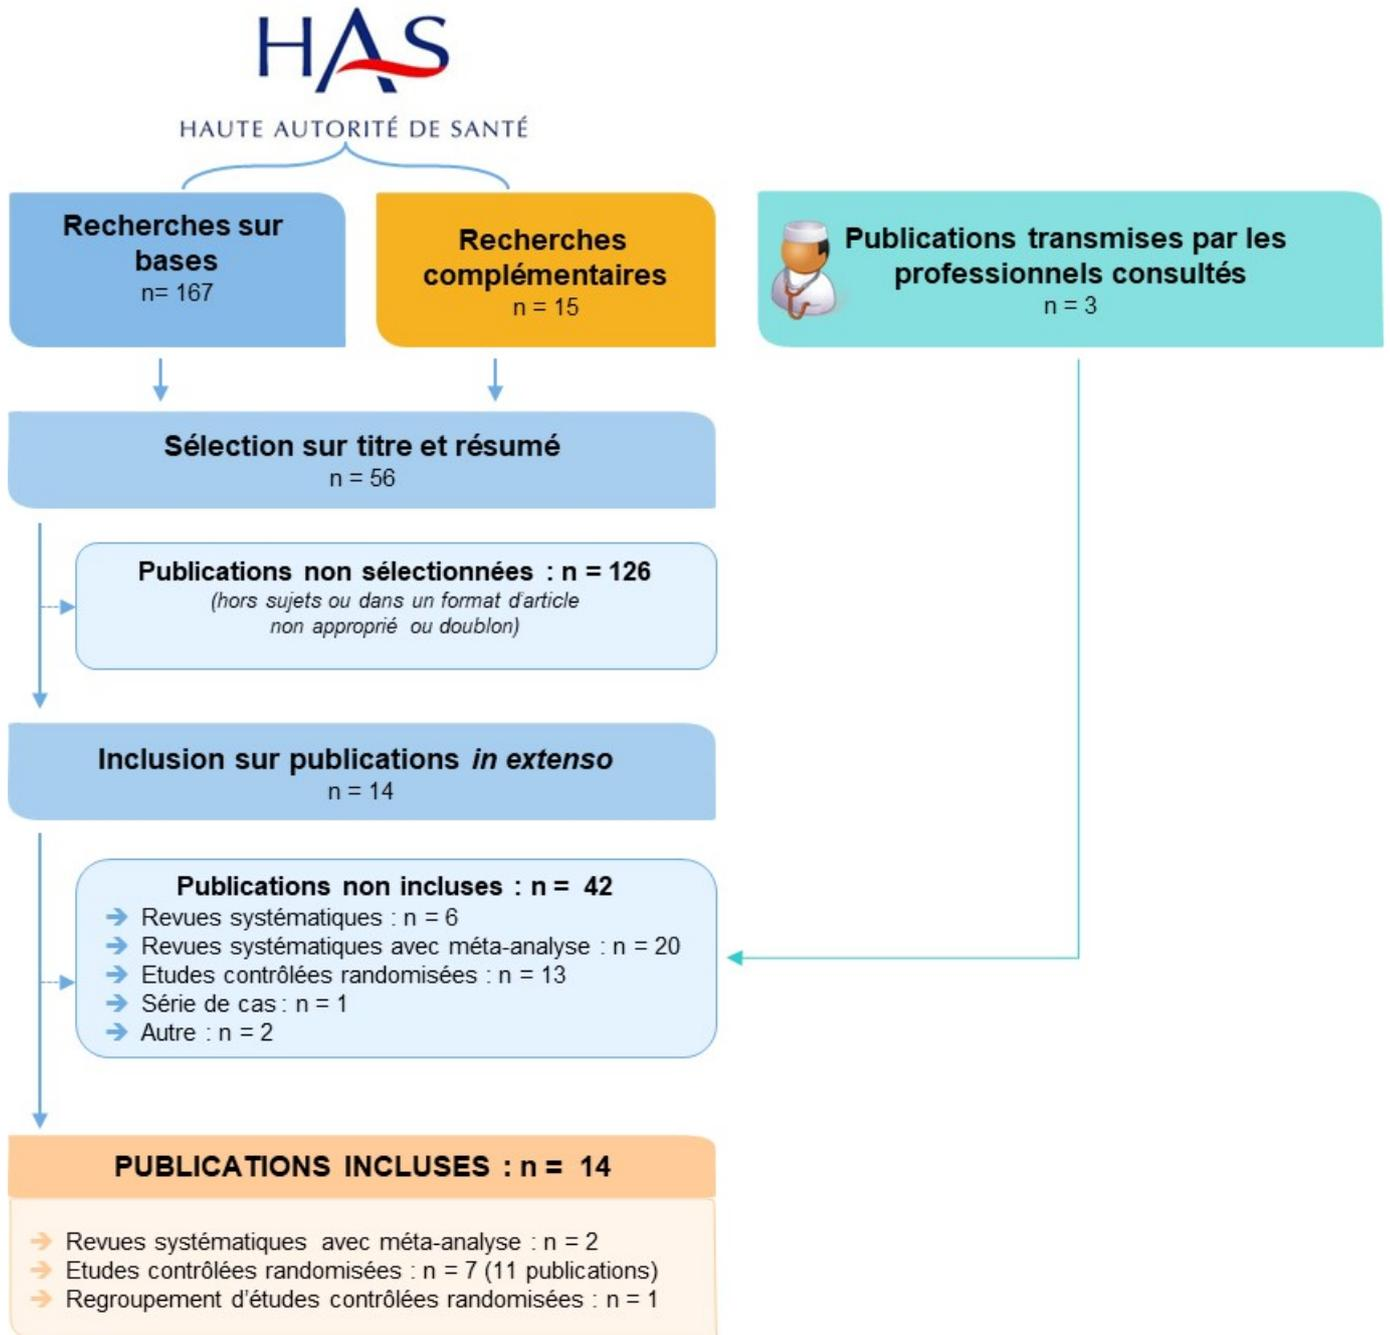 HAS
HAUTE AUTORITÉ DE SANTÉ
Recherches sur
bases
n= 167
Recherches
complémentaires
n = 15
Publications transmises par les
professionnels consultés
n = 3
Sélection sur titre et résumé
n = 56
Publications non sélectionnées : n = 126
(hors sujets ou dans un format d'article
non approprié ou doublon)
Inclusion sur publications in extenso
n = 14
Publications non incluses : n = 42
→ Revues systématiques : n = 6
→ Revues systématiques avec méta-analyse : n = 20
→ Etudes contrôlées randomisées : n = 13
→ Série de cas : n = 1
→ Autre : n = 2
PUBLICATIONS INCLUSES : n = 14
→ Revues systématiques avec méta-analyse : n = 2
→ Etudes contrôlées randomisées : n = 7 (11 publications)
→ Regroupement d'études contrôlées randomisées : n = 1